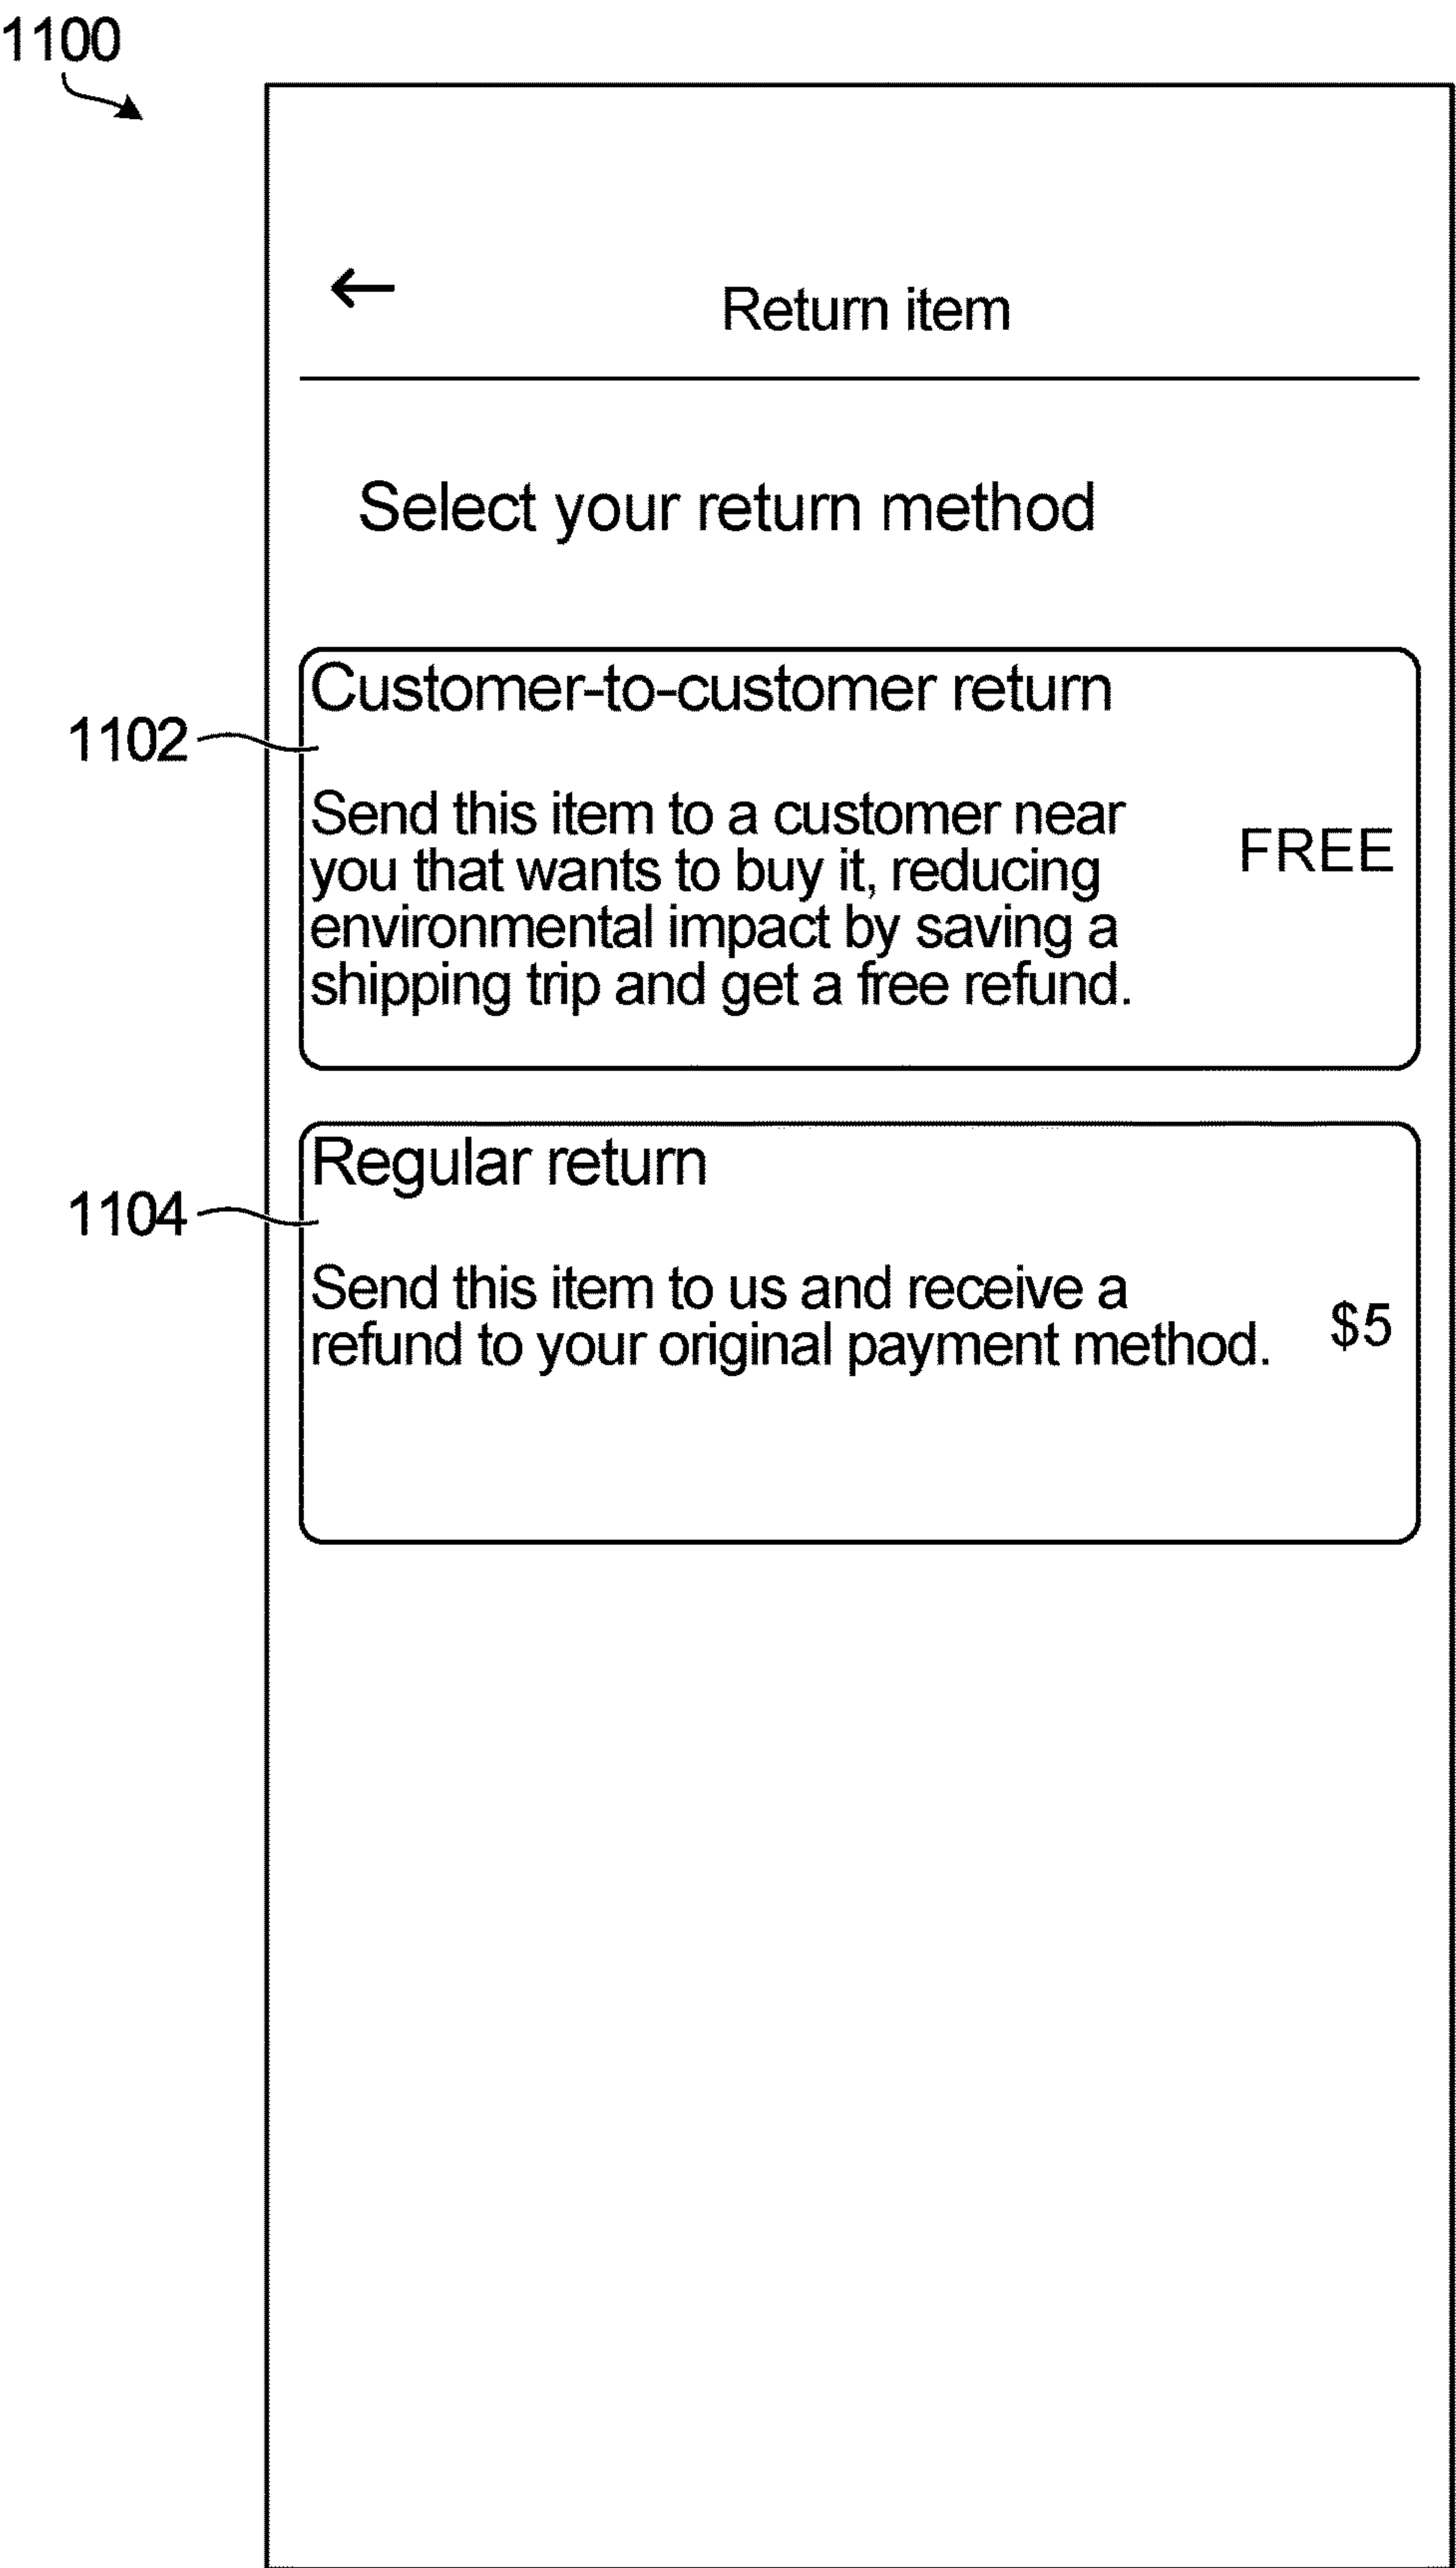 1100
Return item
Select your return method
Customer-to-customer return
1102
Send this item to a customer near
you that wants to buy it, reducing
environmental impact by saving a
shipping trip and get a free refund.
FREE
Regular return
1104
Send this item to us and receive a
refund to your original payment method.
$5